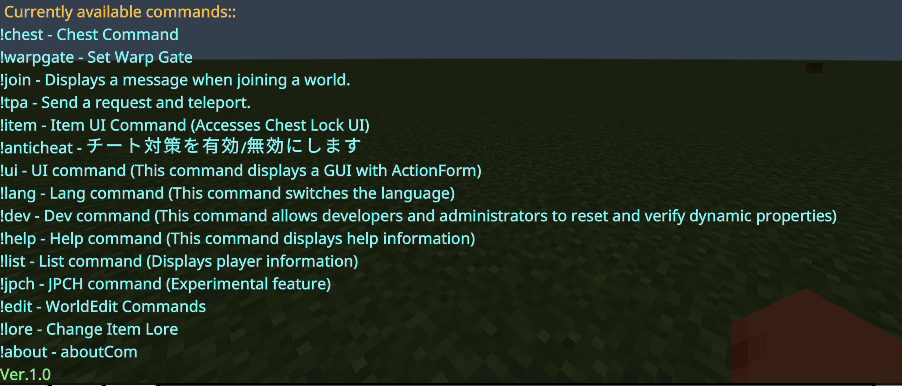 Currently available commands::
!chest - Chest Command
!warpgate - Set Warp Gate
!join - Displays a message when joining a world.
!tpa - Send a request and teleport.
!item - Item UI Command (Accesses Chest Lock UI)
!anticheat - チート対策を有効/無効にします
!ui - UI command (This command displays a GUI with ActionForm)
!lang - Lang command (This command switches the language)
!dev - Dev command (This command allows developers and administrators to reset and verify dynamic properties)
!help - Help command (This command displays help information)
!list - List command (Displays player information)
!jpch - JPCH command (Experimental feature)
!edit - WorldEdit Commands
!lore - Change Item Lore
!about - aboutCom
Ver.1.0